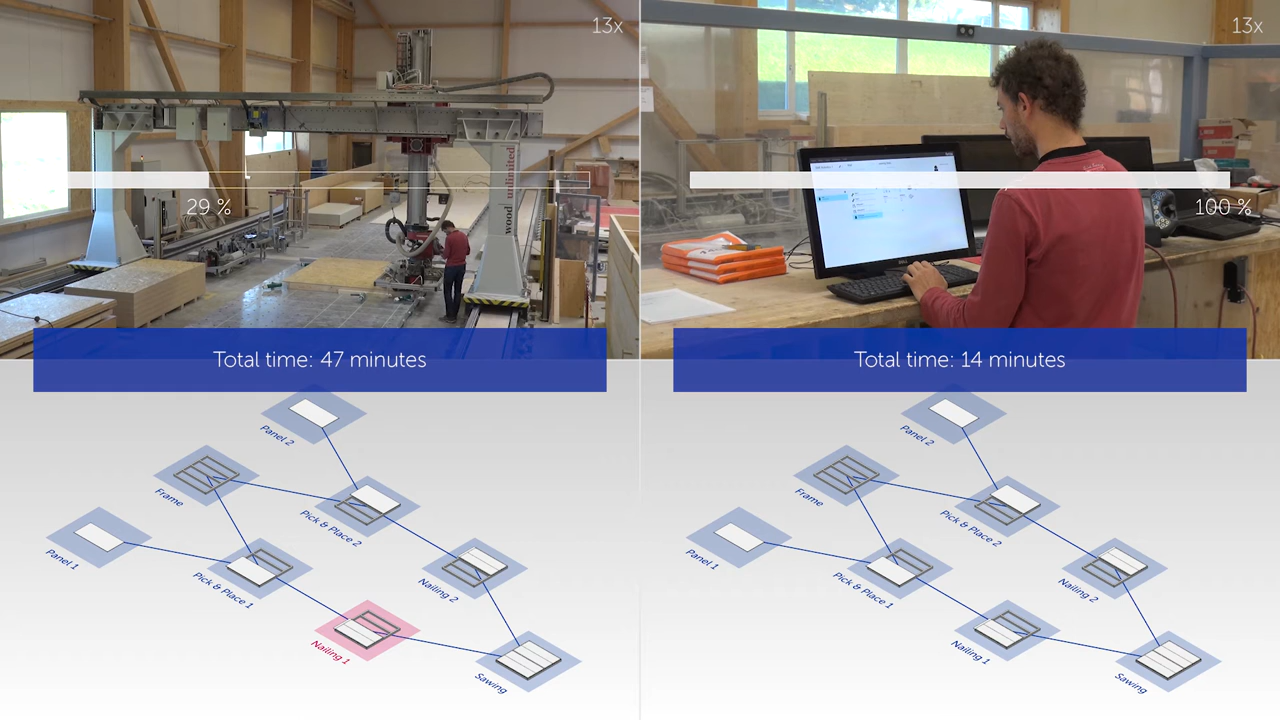 13x
29 %
wood unlimited
Total time: 47 minutes
Panel 2
Frame
Pick & Place 2
Panel 1
Pick & Place 1
Nailing 2
Nailing 1
Sawing
13x
100 %
Total time: 14 minutes
Panel 2
Frame
Pick & Place 2
Panel 1
Pick & Place 1
Nailing 2
Nailing 1
Sawing